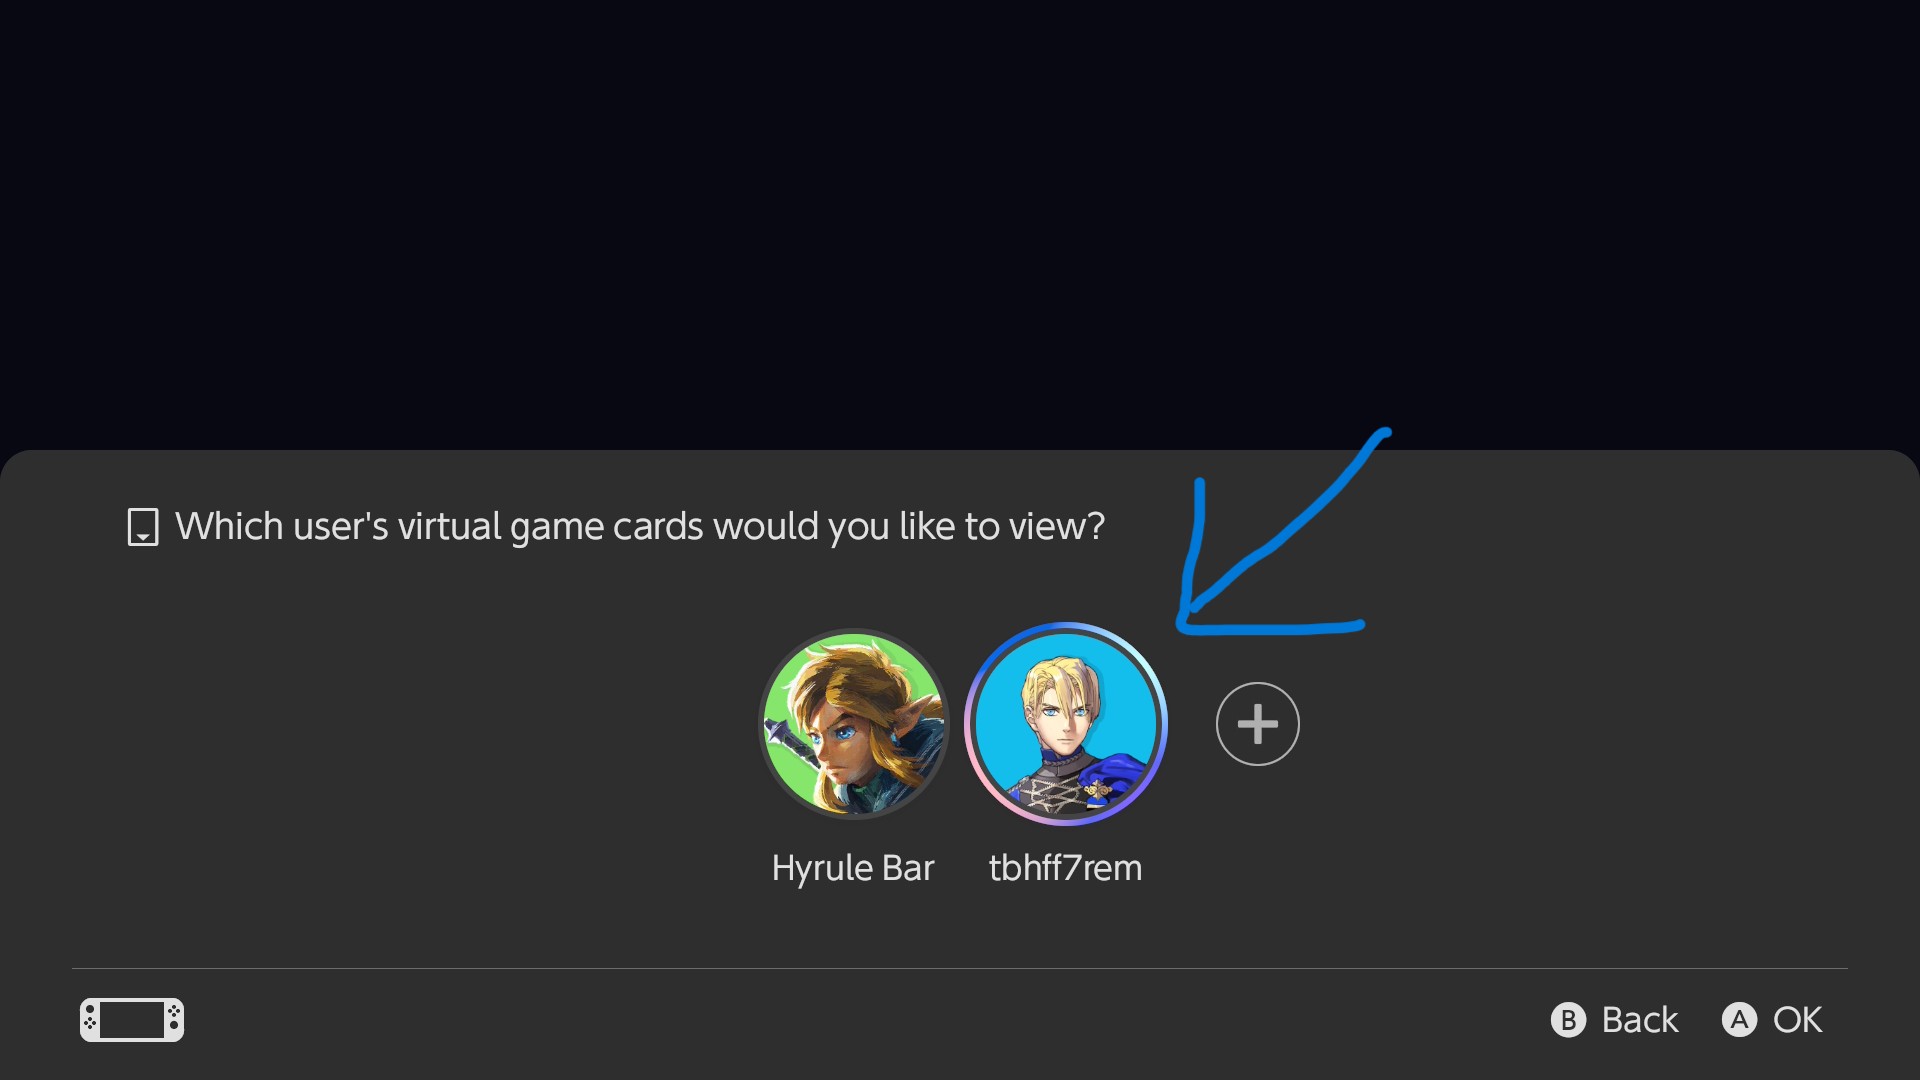 Which user's virtual game cards would you like to view?
Hyrule Bar
tbhff7rem
B Back
A OK